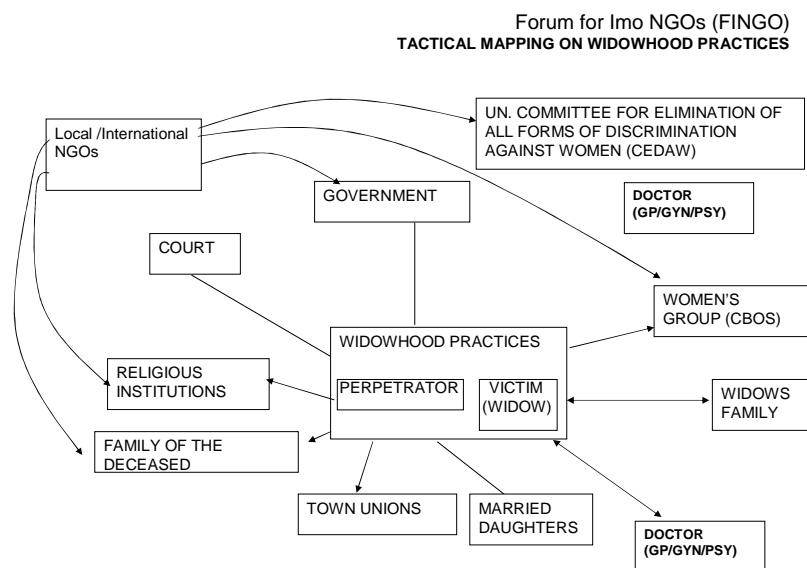 Forum for Imo NGOs (FINGO)
TACTICAL MAPPING ON WIDOWHOOD PRACTICES
Local /International
NGOs
UN. COMMITTEE FOR ELIMINATION OF
ALL FORMS OF DISCRIMINATION
AGAINST WOMEN (CEDAW)
GOVERNMENT
DOCTOR
(GP/GYN/PSY)
COURT
WOMEN'S
GROUP (CBOS)
WIDOWHOOD PRACTICES
PERPETRATOR
VICTIM
(WIDOW)
RELIGIOUS
INSTITUTIONS
WIDOWS
FAMILY
FAMILY OF THE
DECEASED
TOWN UNIONS
MARRIED
DAUGHTERS
DOCTOR
(GP/GYN/PSY)